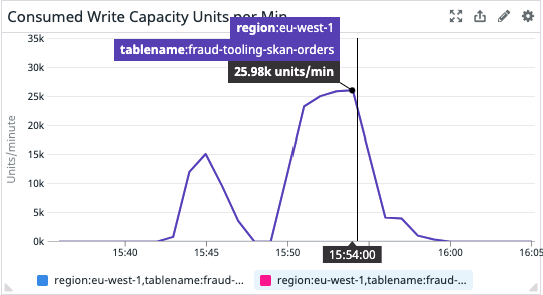 Consumed Write Capacity Units per Min
region:eu-west-1
tablename:fraud-tooling-skan-orders
25.98k units/min
Units/minute
35k
30k
25k
20k
15k
10k
5k
0k
15:40
15:45
15:50
15:54:00
16:00
16:05
region:eu-west-1,tablename:fraud-...
region:eu-west-1,tablename:fraud-...